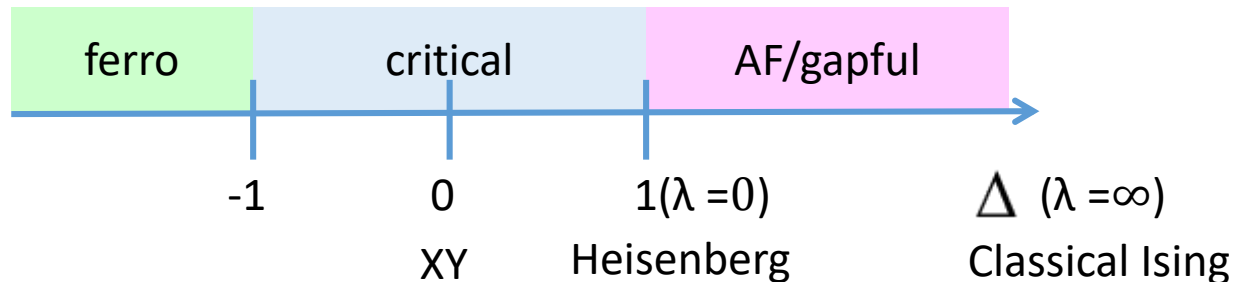 ferro critical AF/gapful
-1 0 1(λ =0) Δ (λ =∞)
XY Heisenberg Classical Ising